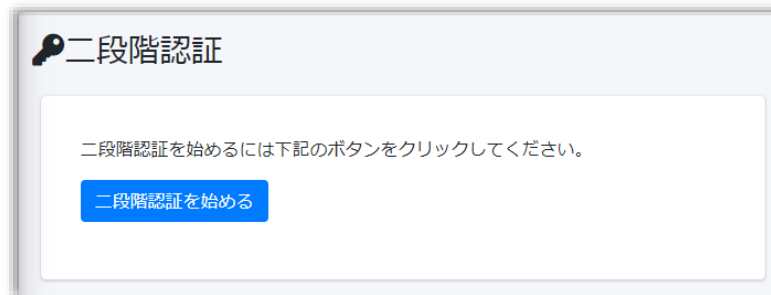 二段階認証
二段階認証を始めるには下記のボタンをクリックしてください。
二段階認証を始める